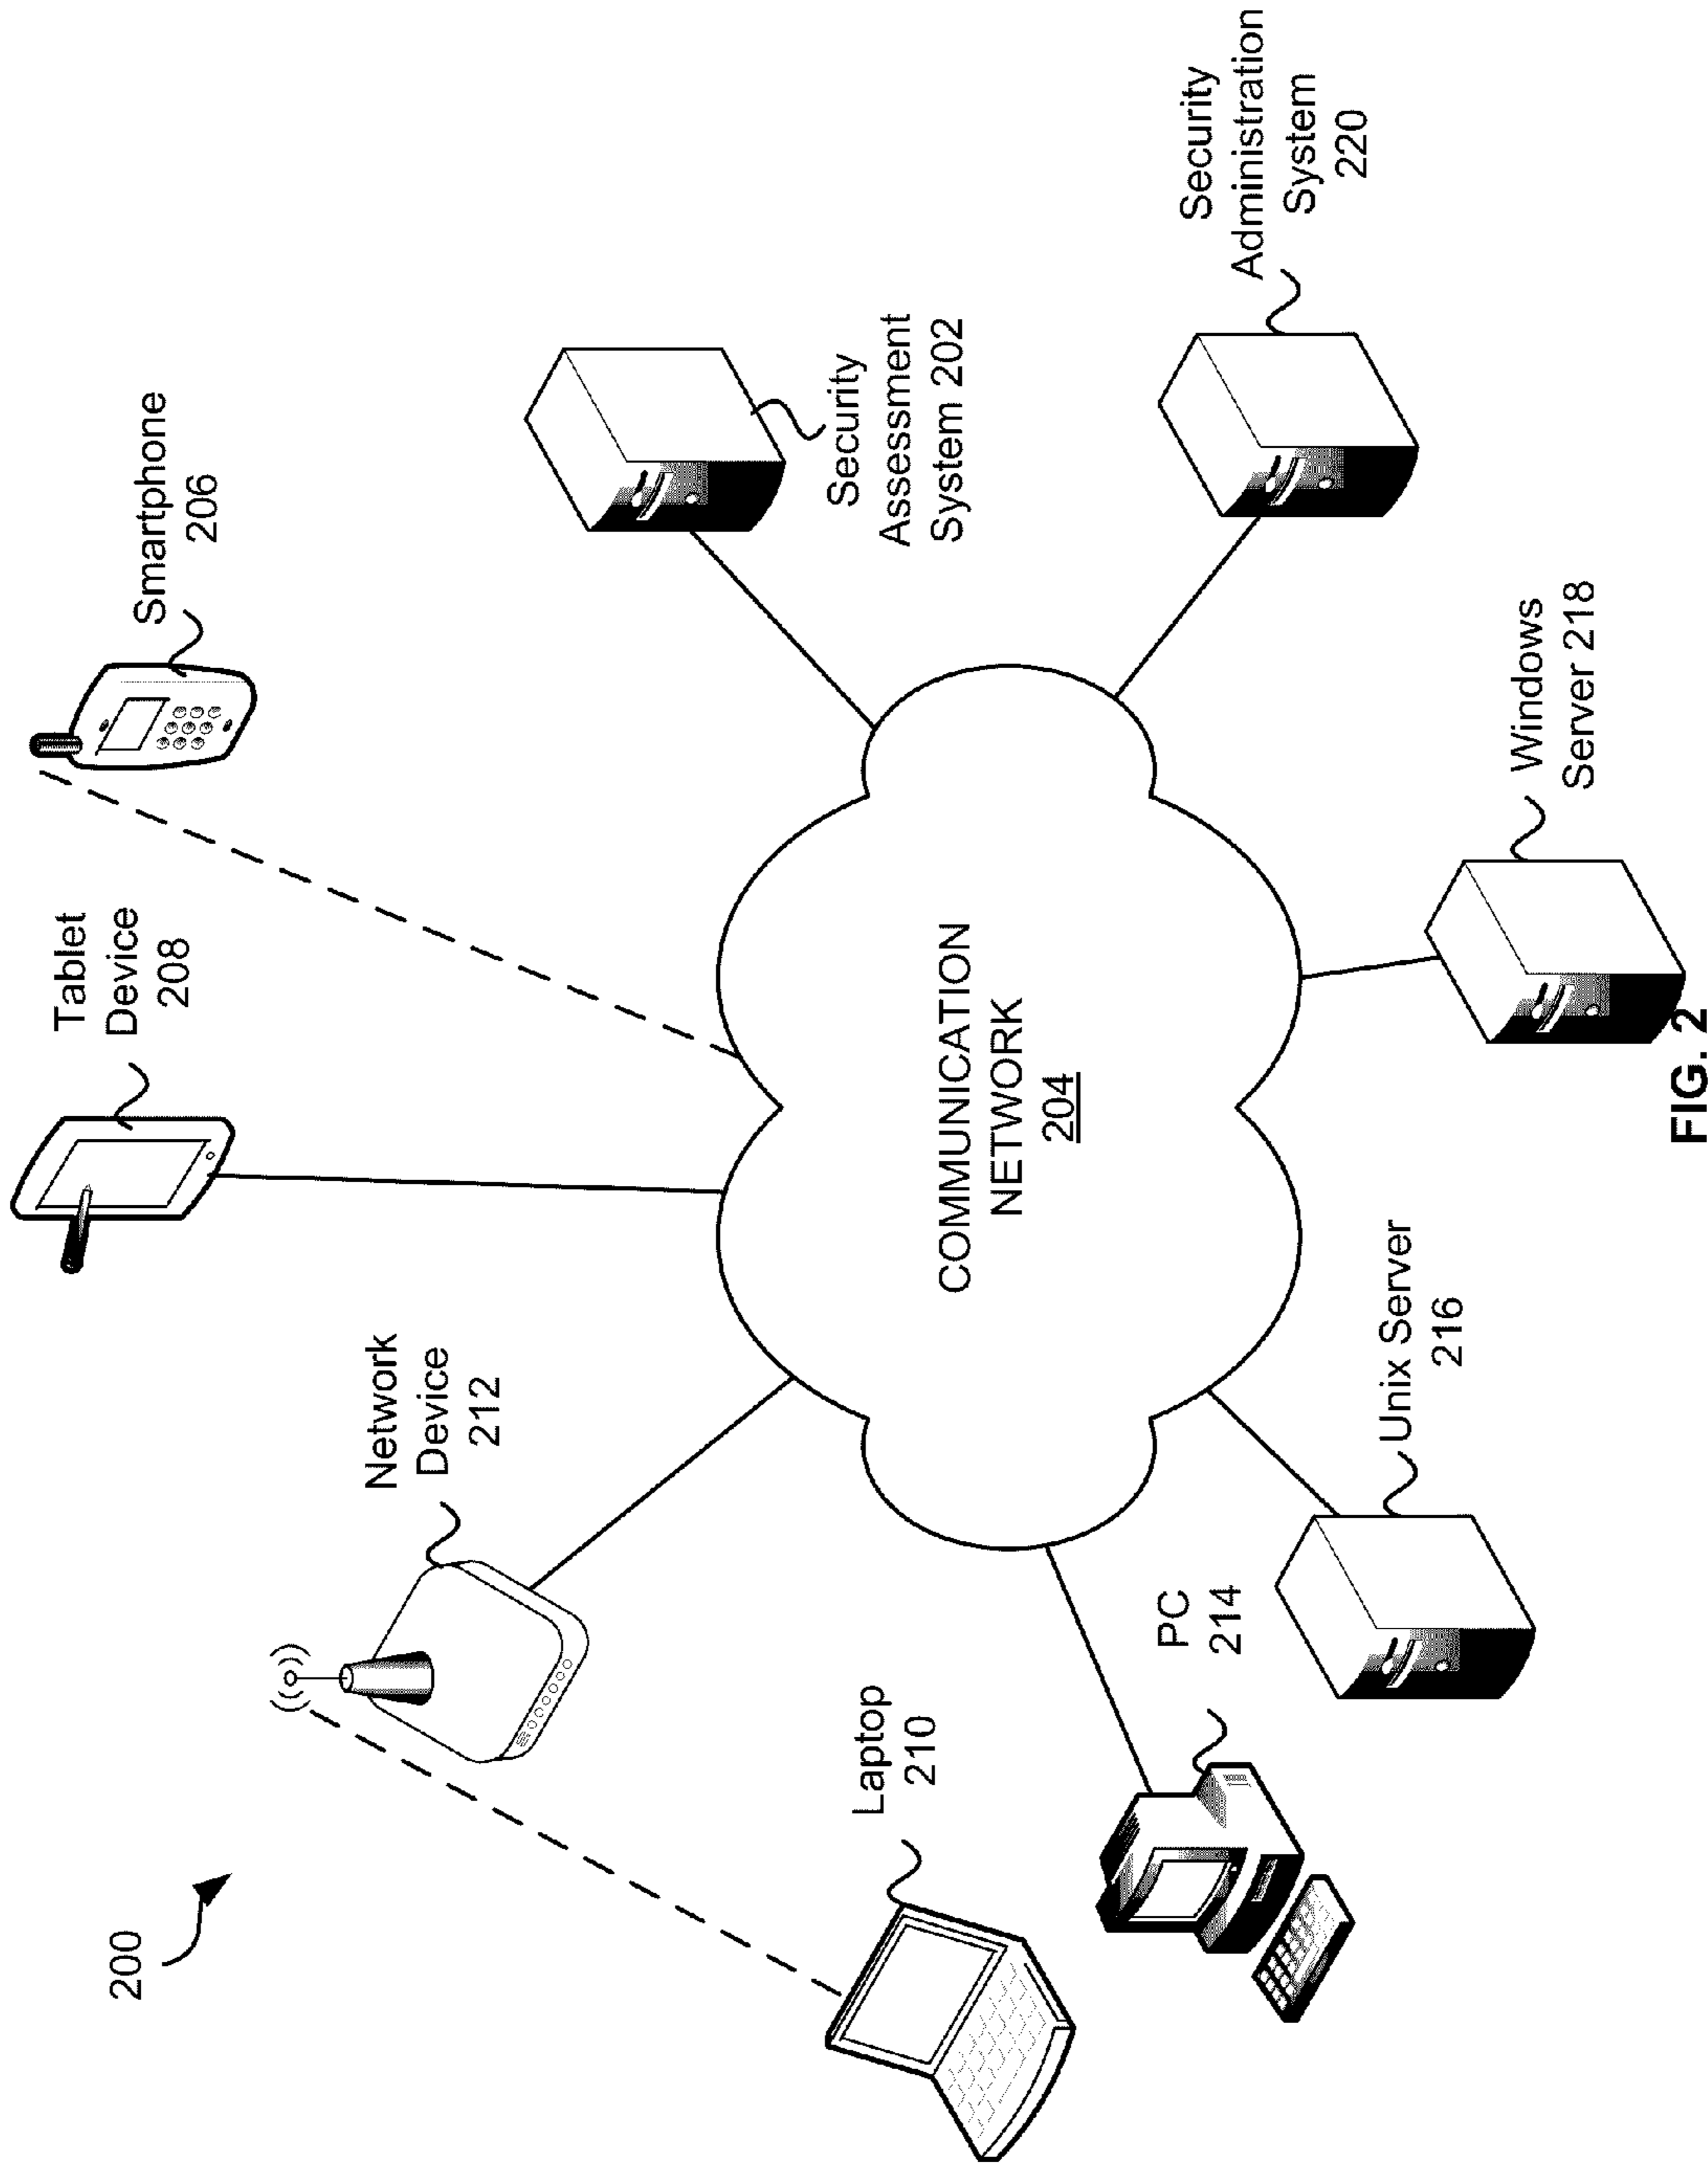 200
Network
Device
212
Tablet
Device
208
Smartphone
206
Laptop
210
COMMUNICATION
NETWORK
204
Security
Assessment
System 202
PC
214
Unix Server
216
Windows
Server 218
Security
Administration
System
220
FIG. 2